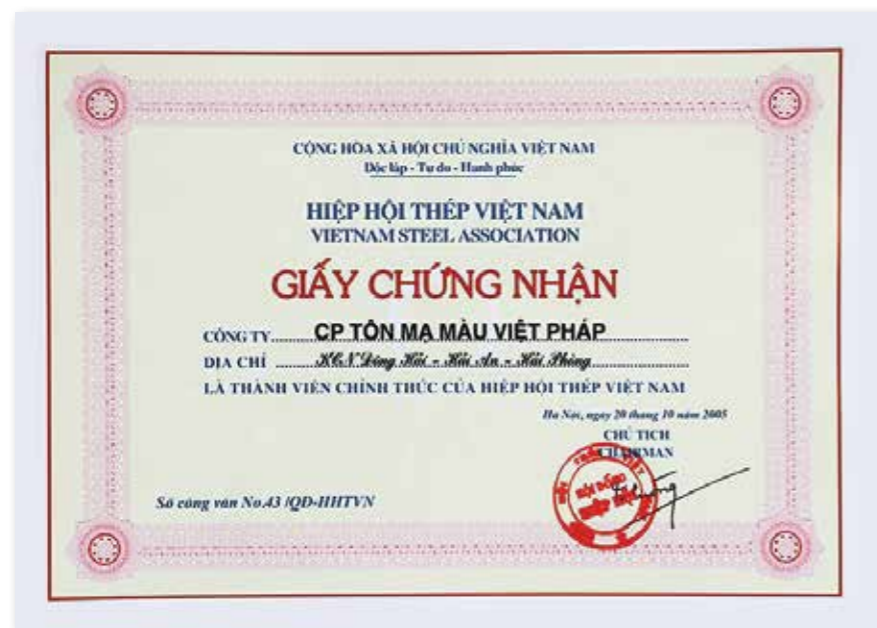 CỘNG HÒA XÃ HỘI CHỦ NGHĨA VIỆT NAM
Độc lập - Tự do - Hạnh phúc
HIỆP HỘI THÉP VIỆT NAM
VIETNAM STEEL ASSOCIATION
GIẤY CHỨNG NHẬN
CÔNG TY......... CP TÔN MẠ MÀU VIỆT PHÁP
ĐỊA CHỈ ......... KCN Đông Hải - Hải An - Hải Phòng
LÀ THÀNH VIÊN CHÍNH THỨC CỦA HIỆP HỘI THÉP VIỆT NAM
Hà Nội, ngày 20 tháng 10 năm 2005
CHỦ TỊCH
CHAIRMAN
Số công văn No.43 /QD-HHTVN